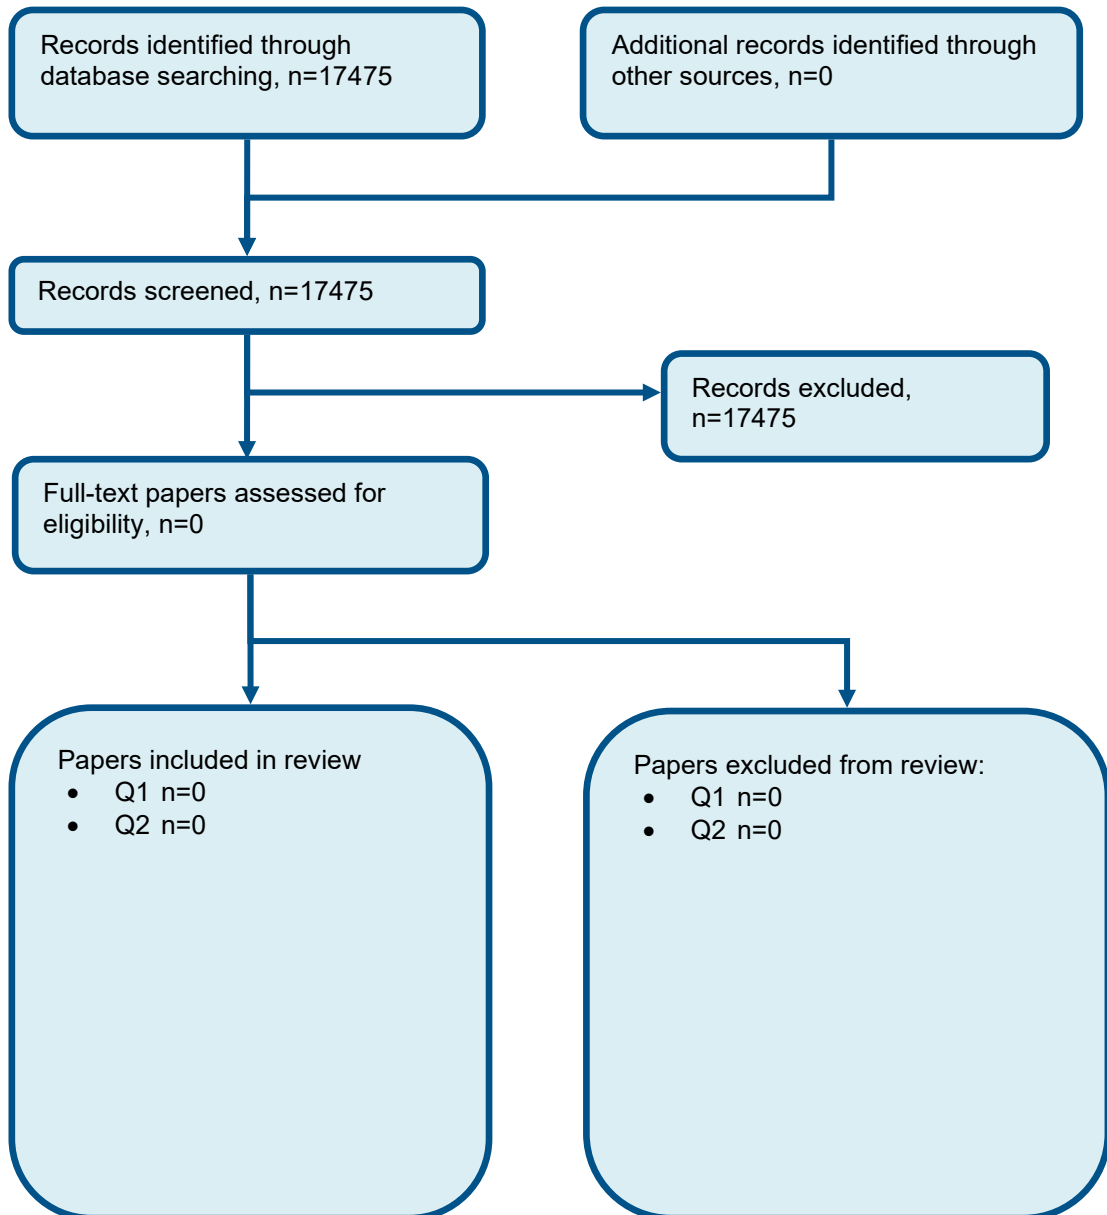 Records identified through
database searching, n=17475
Additional records identified through
other sources, n=0
Records screened, n=17475
Records excluded,
n=17475
Full-text papers assessed for
eligibility, n=0
Papers included in review
• Q1 n=0
• Q2 n=0
Papers excluded from review:
• Q1 n=0
• Q2 n=0